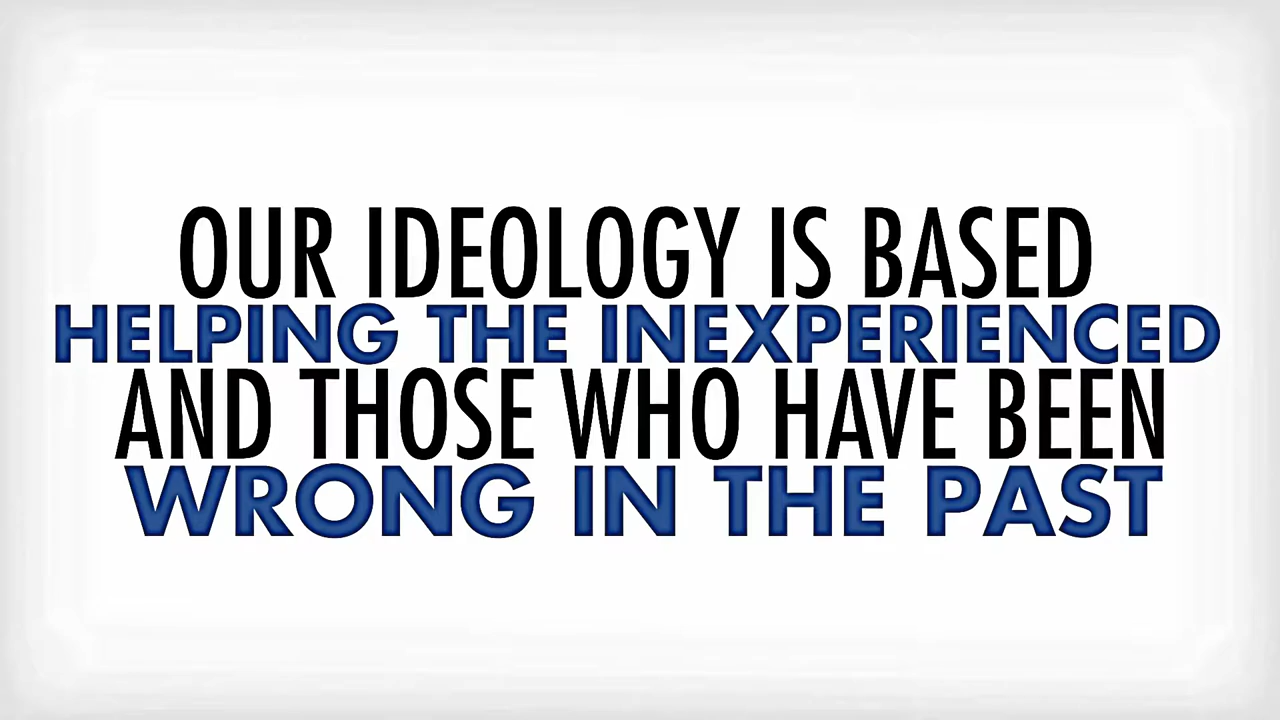 OUR IDEOLOGY IS BASED
HELPING THE INEXPERIENCED
AND THOSE WHO HAVE BEEN
WRONG IN THE PAST